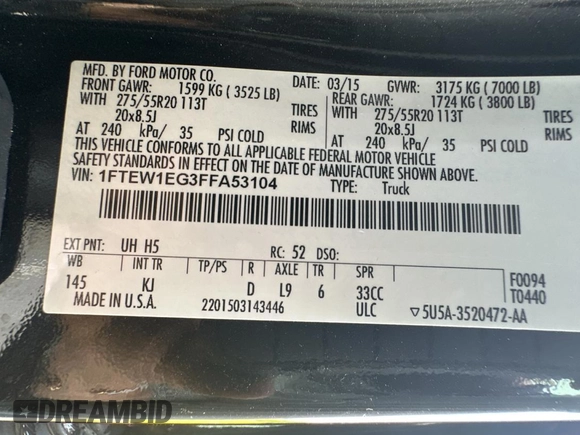 MFD. BY FORD MOTOR CO. 03/15 GVWR: 3175 KG ( 7000 LB)
FRONT GAWR: 1599 KG ( 3525 LB) REAR GAWR: 1724 KG ( 3800 LB)
WITH 275/55R20 113T TIRES WITH 275/55R20 113T TIRES
20x8.5J RIMS 20x8.5J RIMS
AT 240 kPa/ 35 PSI COLD AT 240 kPa/ 35 PSI COLD
THIS VEHICLE CONFORMS TO ALL APPLICABLE FEDERAL MOTOR VEHICLE
SAFETY STANDARDS IN EFFECT ON THE DATE OF MANUFACTURE SHOWN ABOVE.
VIN: 1FTEW1EG3FFA53104 TYPE: Truck
EXT PNT: UH H5 RC: 52 DSO:
WB INT TR TP/PS R AXLE TR SPR F0094
145 KJ D L9 6 33CC T0440
MADE IN U.S.A. 2201503143446 ULC ▽5U5A-3520472-AA
DREAMBID